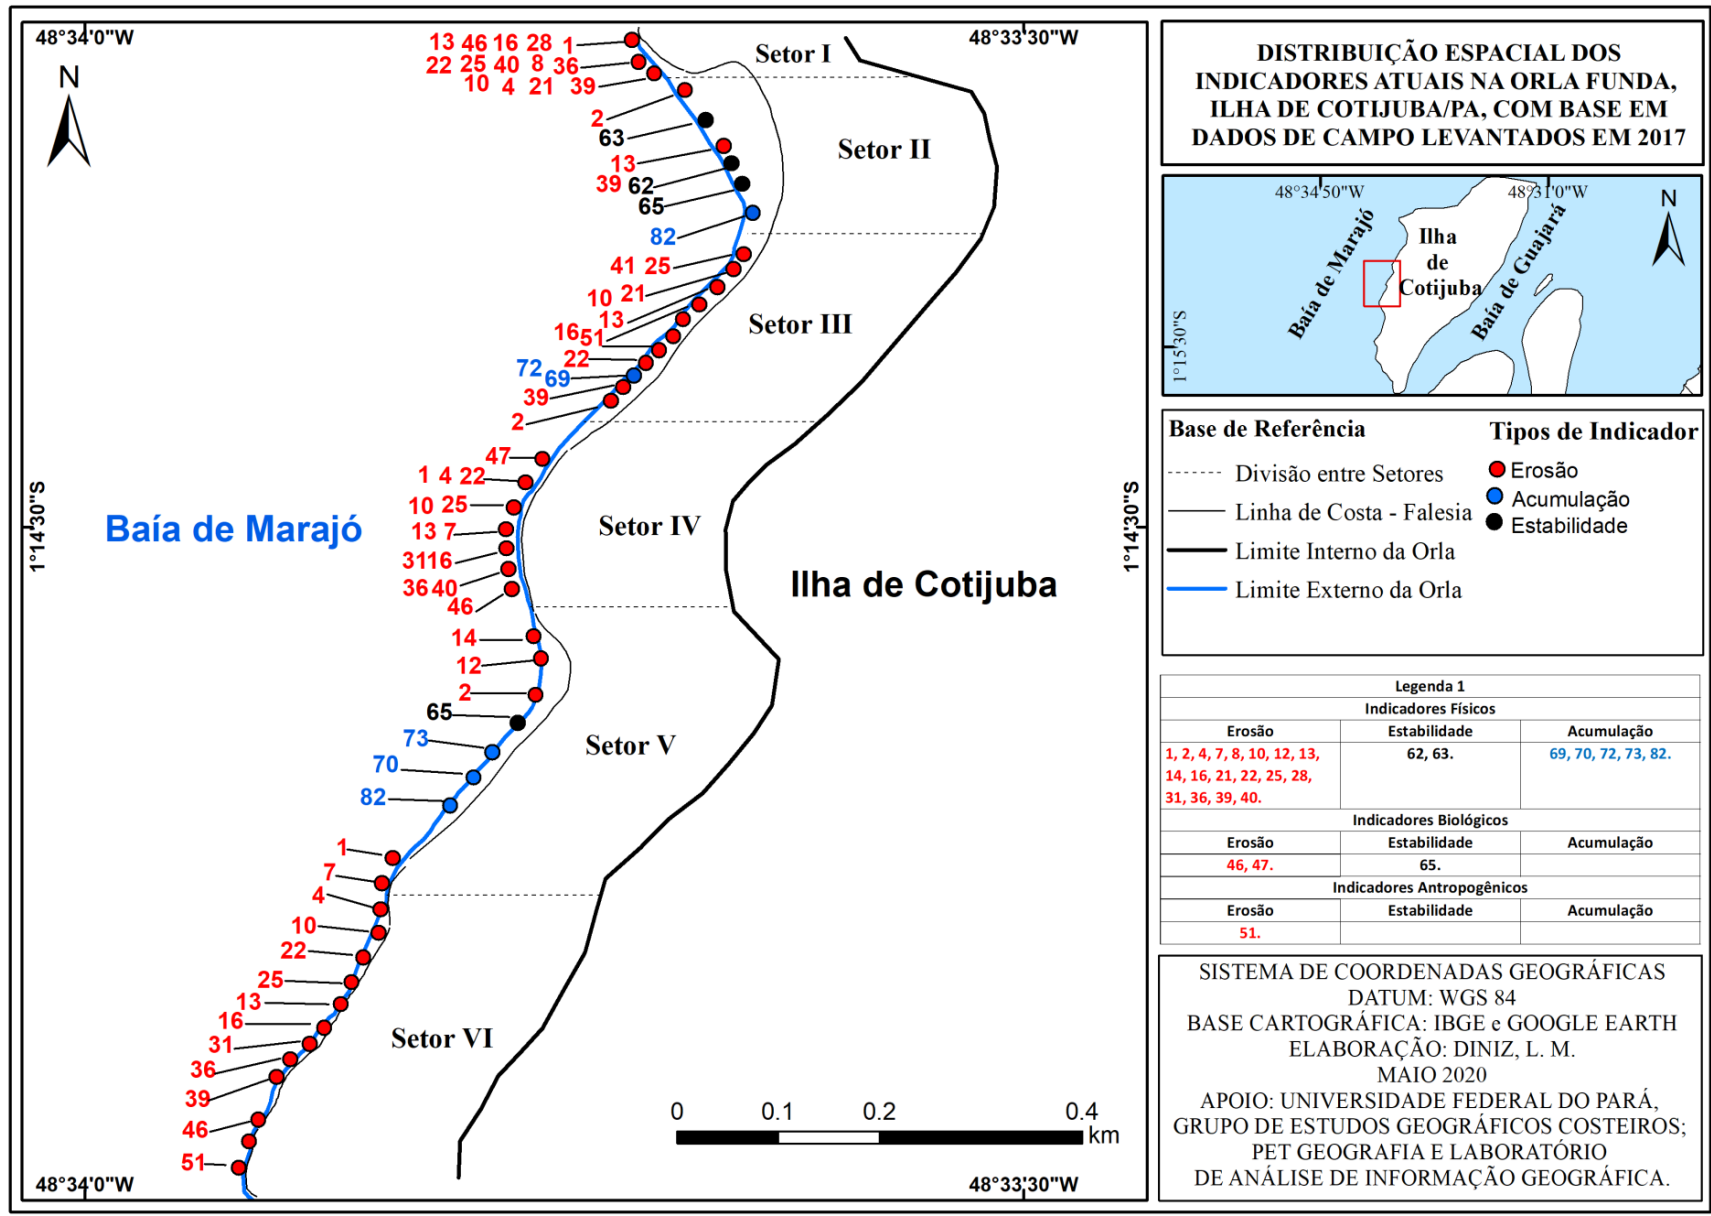 48°34'0"W
48°33'30"W
N
13 46 16 28 1
22 25 40 8 36
10 4 21 39
Setor I
2
63
13
39 62
65
82
Setor II
41 25
10 21
13
16 51
22
72 69
39
2
Setor III
47
1 4 22
10 25
13 7
31 16
36 40
46
Setor IV
Baía de Marajó
Ilha de Cotijuba
1°14'30"S
1°14'30"S
14
12
2
65
73
70
82
Setor V
1
7
4
10
22
25
13
16
31
36
39
46
51
Setor VI
0 0.1 0.2 0.4
km
48°34'0"W
48°33'30"W
DISTRIBUIÇÃO ESPACIAL DOS
INDICADORES ATUAIS NA ORLA FUNDA,
ILHA DE COTIJUBA/PA, COM BASE EM
DADOS DE CAMPO LEVANTADOS EM 2017
48°34'50"W
48°31'0"W
N
Baía de Marajó
Ilha
de
Cotijuba
Baía de Guajará
1°15'30"S
Base de Referência
Divisão entre Setores
Linha de Costa - Falesia
Limite Interno da Orla
Limite Externo da Orla
Tipos de Indicador
Erosão
Acumulação
Estabilidade
Legenda 1
Indicadores Físicos
Erosão Estabilidade Acumulação
1, 2, 4, 7, 8, 10, 12, 13, 62, 63. 69, 70, 72, 73, 82.
14, 16, 21, 22, 25, 28,
31, 36, 39, 40.
Indicadores Biológicos
Erosão Estabilidade Acumulação
46, 47. 65.
Indicadores Antropogênicos
Erosão Estabilidade Acumulação
51.
SISTEMA DE COORDENADAS GEOGRÁFICAS
DATUM: WGS 84
BASE CARTOGRÁFICA: IBGE e GOOGLE EARTH
ELABORAÇÃO: DINIZ, L. M.
MAIO 2020
APOIO: UNIVERSIDADE FEDERAL DO PARÁ,
GRUPO DE ESTUDOS GEOGRÁFICOS COSTEIROS;
PET GEOGRAFIA E LABORATÓRIO
DE ANÁLISE DE INFORMAÇÃO GEOGRÁFICA.